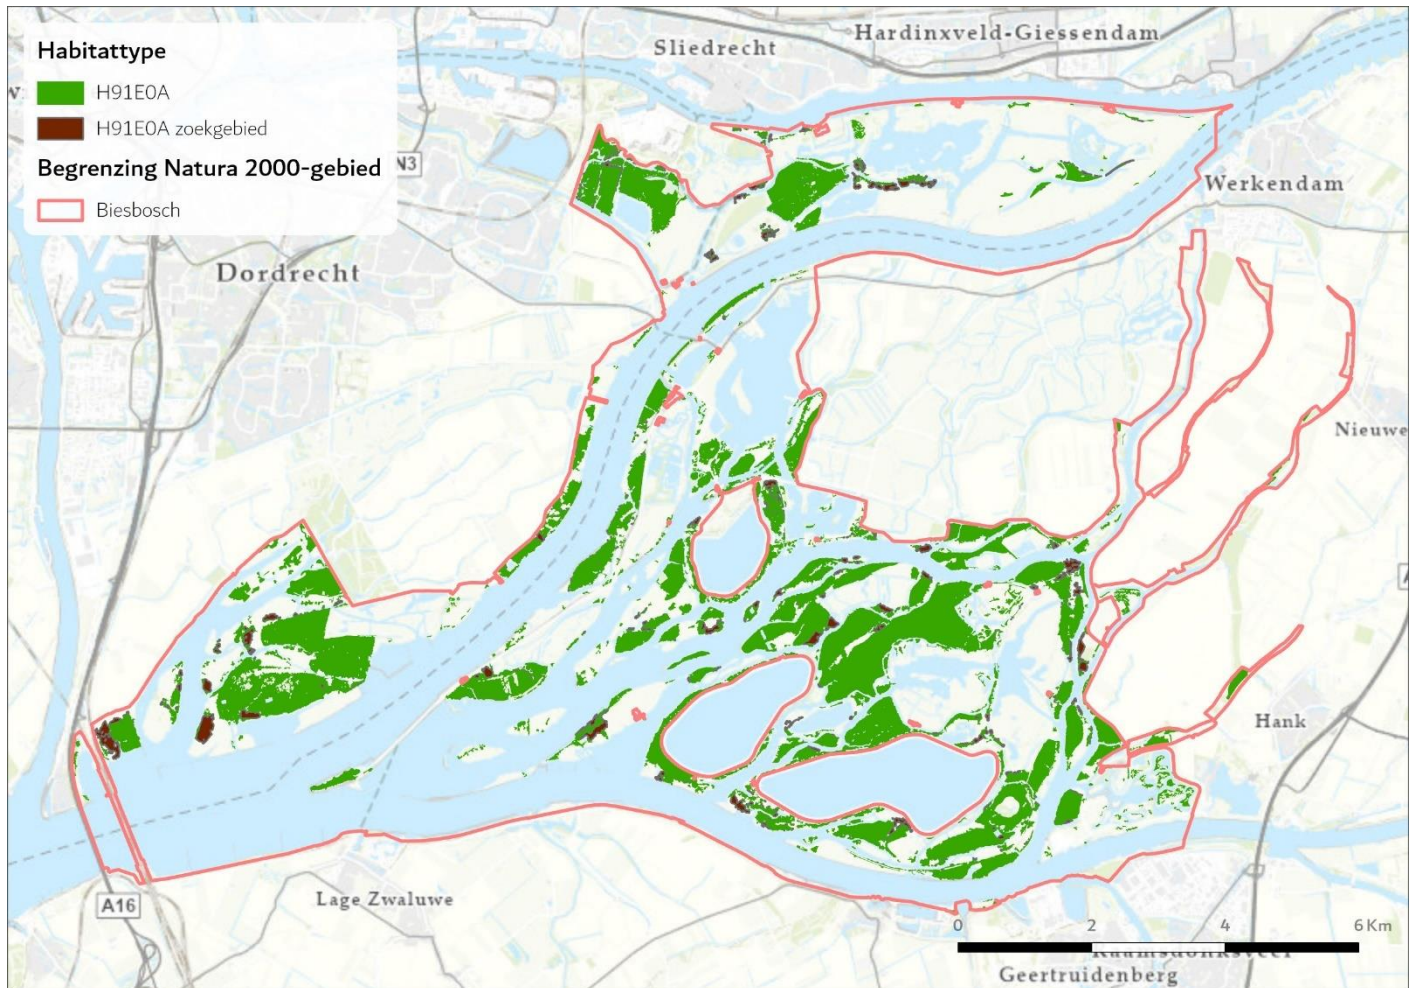 Habitattype
H91E0A
H91E0A zoekgebied
Begrenzing Natura 2000-gebied
Biesbosch
Sliedrecht
Hardinxveld-Giessendam
N3
Werkendam
Dordrecht
Nieuwe
Hank
A16
Lage Zwaluwe
0 2 4 6 Km
Raamsdonksveer
Geertruidenberg